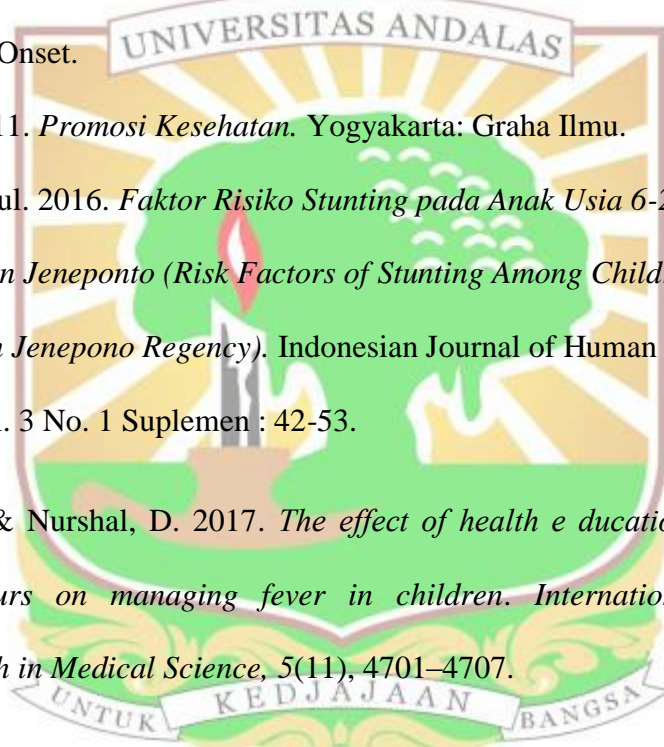 UNIVERSITAS ANDALAS
Onset.
11. Promosi Kesehatan. Yogyakarta: Graha Ilmu.
ul. 2016. Faktor Risiko Stunting pada Anak Usia 6-2
n Jeneponto (Risk Factors of Stunting Among Child
Jenepono Regency). Indonesian Journal of Human
. 3 No. 1 Suplemen : 42-53.
& Nurshal, D. 2017. The effect of health e ducatio
urs on managing fever in children. Internation
h in Medical Science, 5(11), 4701–4707.
UNTUK KEDJAJAAN BANGSA